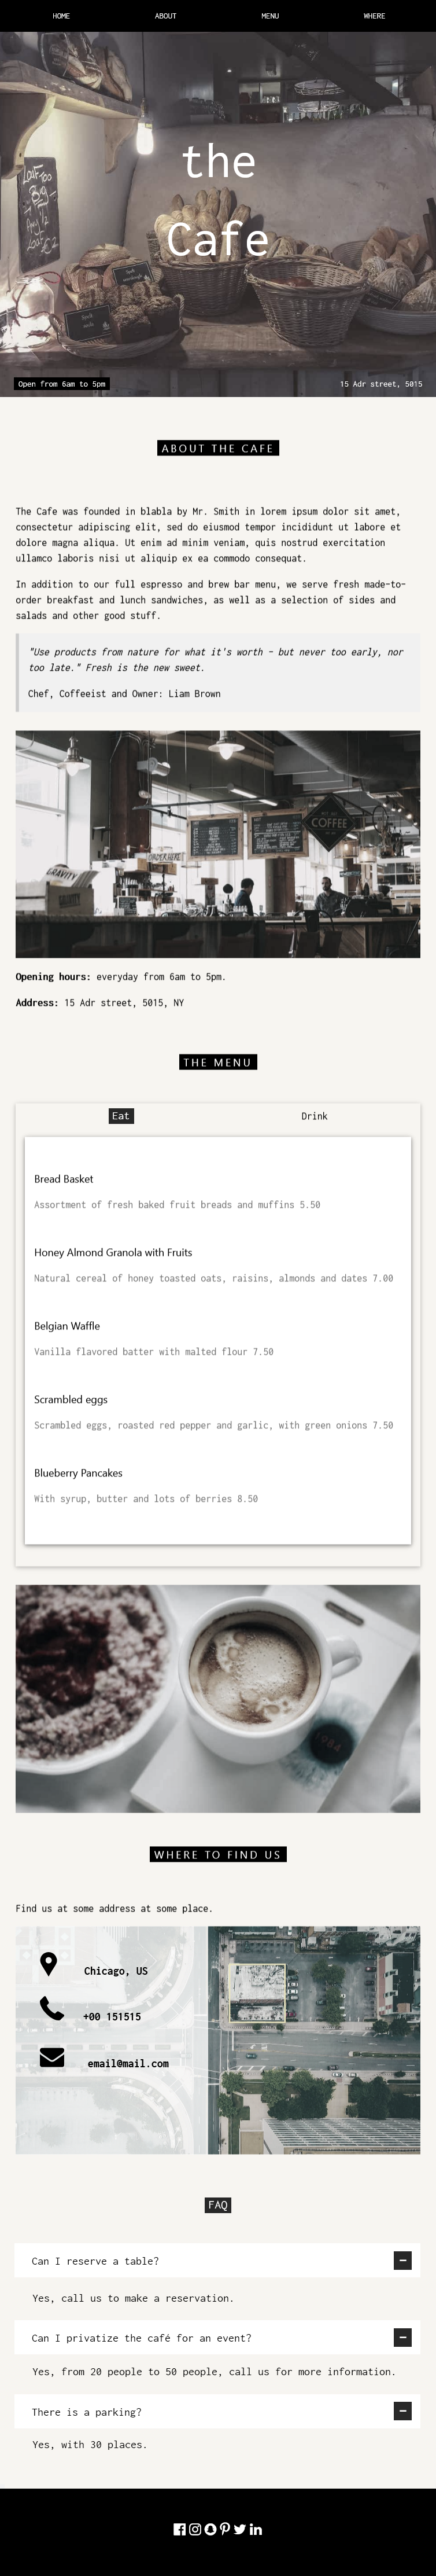 HOME ABOUT MENU WHERE
the
Cafe
Open from 6am to 5pm
15 Adr street, 5015
ABOUT THE CAFE
The Cafe was founded in blabla by Mr. Smith in lorem ipsum dolor sit amet,
consectetur adipiscing elit, sed do eiusmod tempor incididunt ut labore et
dolore magna aliqua. Ut enim ad minim veniam, quis nostrud exercitation
ullamco laboris nisi ut aliquip ex ea commodo consequat.
In addition to our full espresso and brew bar menu, we serve fresh made-to-
order breakfast and lunch sandwiches, as well as a selection of sides and
salads and other good stuff.
"Use products from nature for what it's worth - but never too early, nor
too late." Fresh is the new sweet.
Chef, Coffeeist and Owner: Liam Brown
COFFEE
GRAVITY
GRAVITY
Opening hours: everyday from 6am to 5pm.
Address: 15 Adr street, 5015, NY
THE MENU
Eat Drink
Bread Basket
Assortment of fresh baked fruit breads and muffins 5.50
Honey Almond Granola with Fruits
Natural cereal of honey toasted oats, raisins, almonds and dates 7.00
Belgian Waffle
Vanilla flavored batter with malted flour 7.50
Scrambled eggs
Scrambled eggs, roasted red pepper and garlic, with green onions 7.50
Blueberry Pancakes
With syrup, butter and lots of berries 8.50
1984
WHERE TO FIND US
Find us at some address at some place.
Chicago, US
+00 151515
email@mail.com
FAQ
Can I reserve a table?
Yes, call us to make a reservation.
Can I privatize the café for an event?
Yes, from 20 people to 50 people, call us for more information.
There is a parking?
Yes, with 30 places.